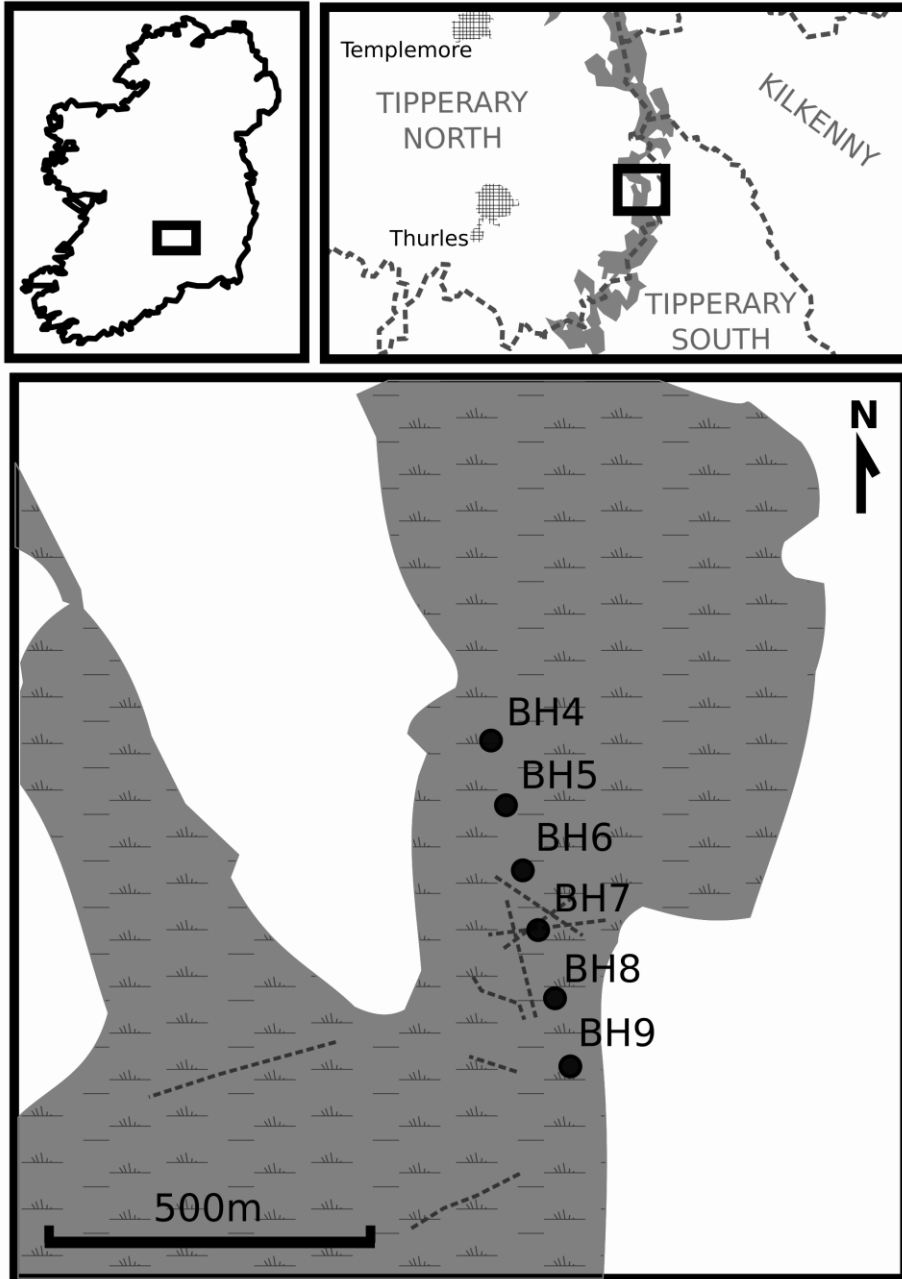 Templemore
TIPPERARY
NORTH
KILKENNY
Thurles
TIPPERARY
SOUTH
N
BH4
BH5
BH6
BH7
BH8
BH9
500m